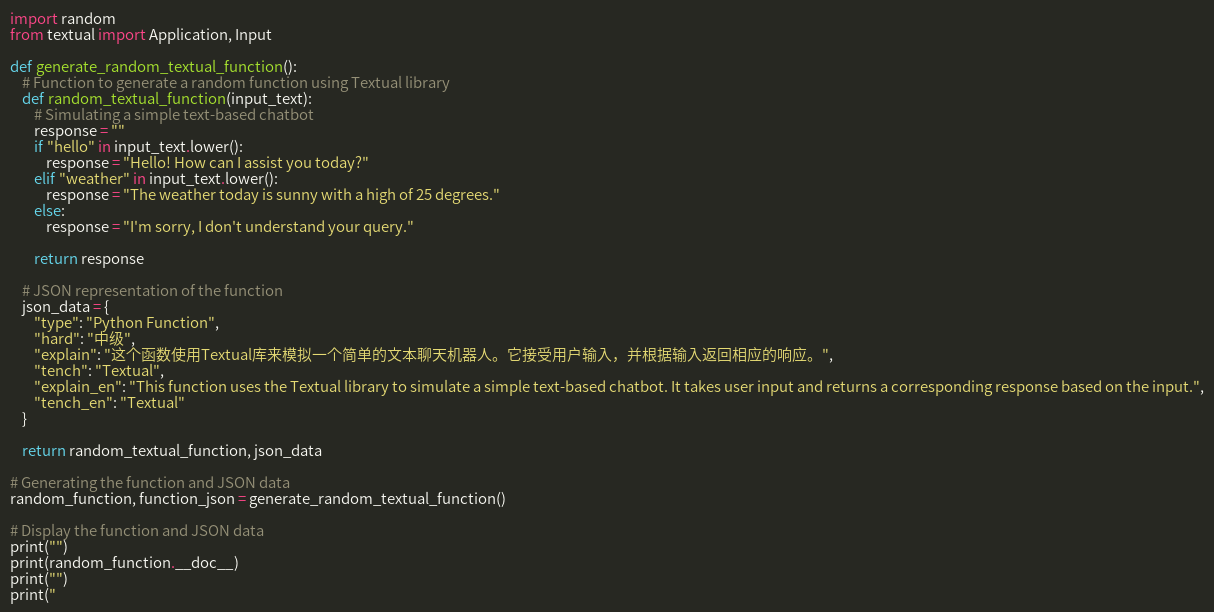 import random
from textual import Application, Input

def generate_random_textual_function():
    # Function to generate a random function using Textual library
    def random_textual_function(input_text):
        # Simulating a simple text-based chatbot
        response = ""
        if "hello" in input_text.lower():
            response = "Hello! How can I assist you today?"
        elif "weather" in input_text.lower():
            response = "The weather today is sunny with a high of 25 degrees."
        else:
            response = "I'm sorry, I don't understand your query."

        return response

    # JSON representation of the function
    json_data = {
        "type": "Python Function",
        "hard": "中级",
        "explain": "这个函数使用Textual库来模拟一个简单的文本聊天机器人。它接受用户输入，并根据输入返回相应的响应。",
        "tench": "Textual",
        "explain_en": "This function uses the Textual library to simulate a simple text-based chatbot. It takes user input and returns a corresponding response based on the input.",
        "tench_en": "Textual"
    }

    return random_textual_function, json_data

# Generating the function and JSON data
random_function, function_json = generate_random_textual_function()

# Display the function and JSON data
print("")
print(random_function.__doc__)
print("")
print("